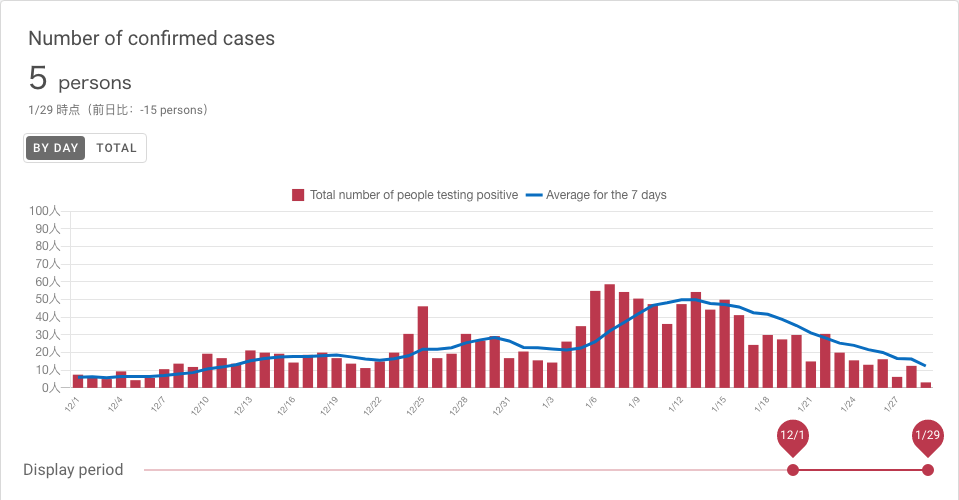 Number of confirmed cases
5 persons
1/29 時点（前日比：-15 persons）
BY DAY TOTAL
Total number of people testing positive Average for the 7 days
100人
90人
80人
70人
60人
50人
40人
30人
20人
10人
0人
12/1 12/4 12/7 12/10 12/13 12/16 12/19 12/22 12/25 12/28 12/31 1/3 1/6 1/9 1/12 1/15 1/18 1/21 1/24 1/27
12/1 1/29
Display period